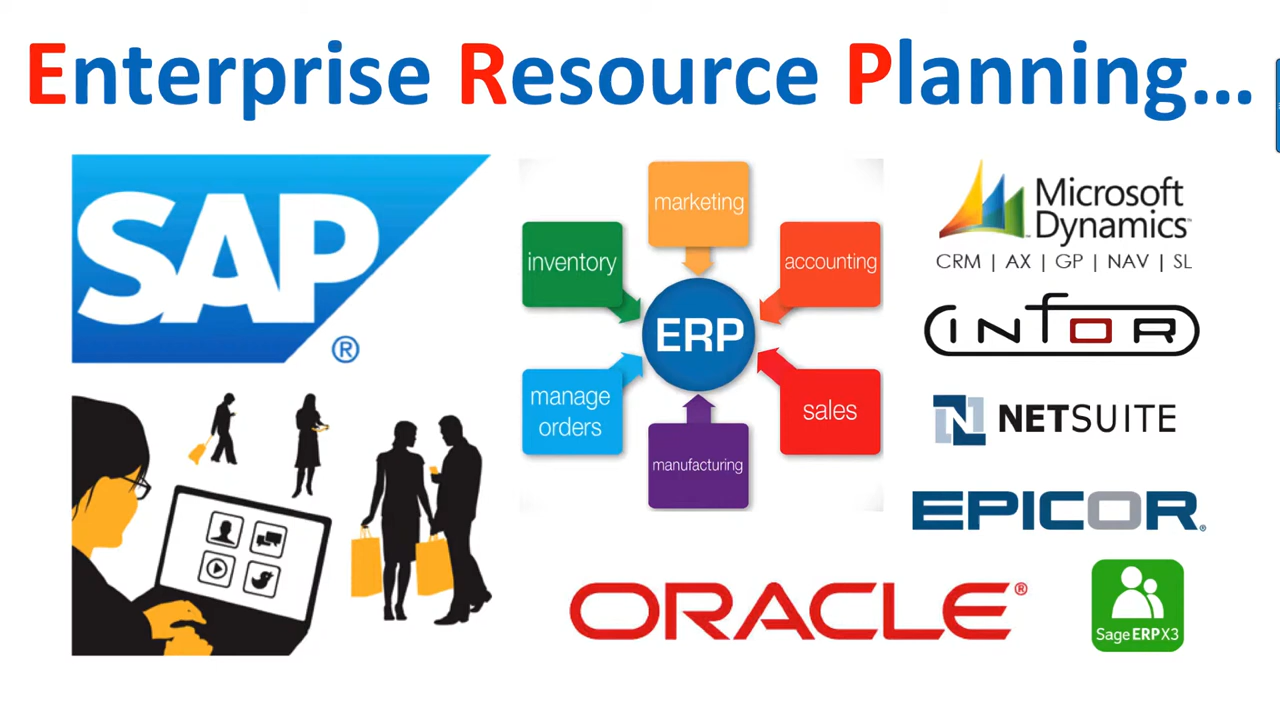 Enterprise Resource Planning...
SAP
®
marketing
inventory
accounting
ERP
manage
orders
sales
manufacturing
Microsoft
Dynamics™
CRM | AX | GP | NAV | SL
infor
NETSUITE
EPICOR®
ORACLE®
Sage ERP X3